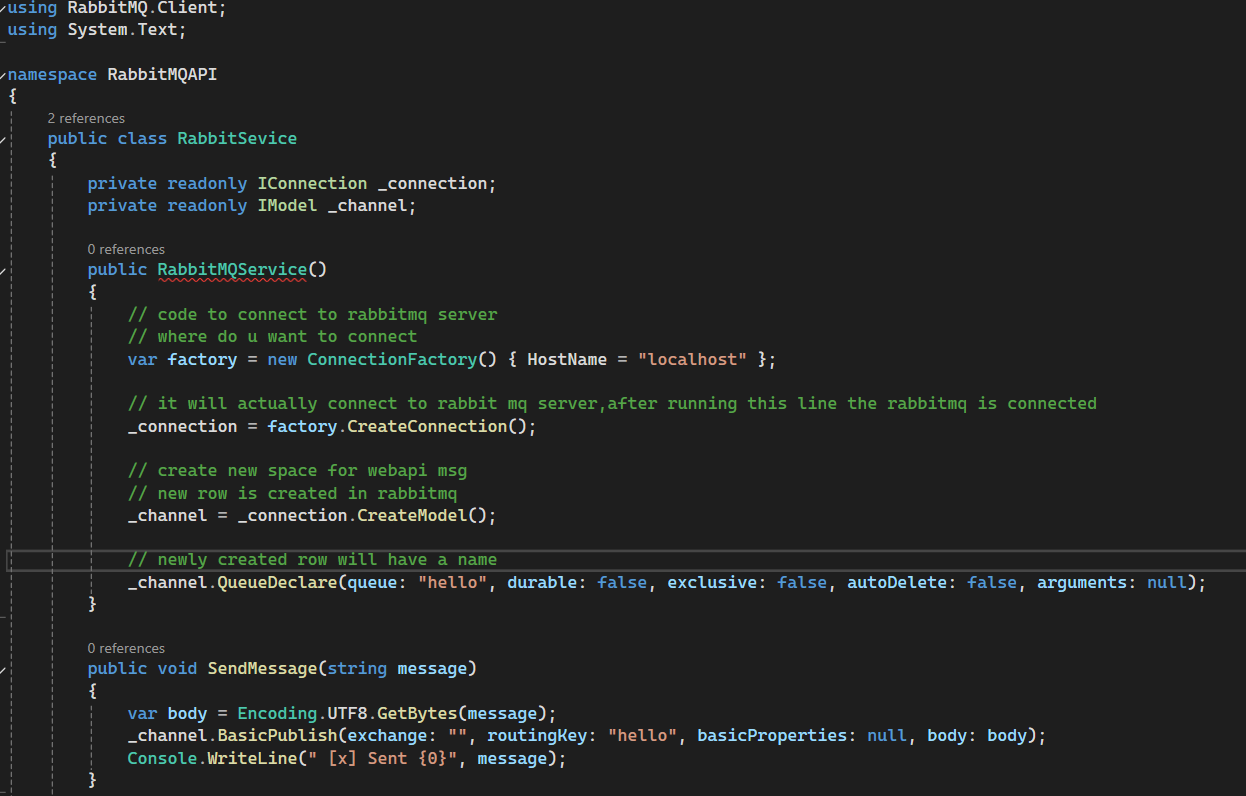 using RabbitMQ.Client;
using System.Text;
namespace RabbitMQAPI
{
2 references
public class RabbitSevice
{
private readonly IConnection _connection;
private readonly IModel _channel;
0 references
public RabbitMQService()
{
// code to connect to rabbitmq server
// where do u want to connect
var factory = new ConnectionFactory() { HostName = "localhost" };
// it will actually connect to rabbit mq server,after running this line the rabbitmq is connected
_connection = factory.CreateConnection();
// create new space for webapi msg
// new row is created in rabbitmq
_channel = _connection.CreateModel();
// newly created row will have a name
_channel.QueueDeclare(queue: "hello", durable: false, exclusive: false, autoDelete: false, arguments: null);
}
0 references
public void SendMessage(string message)
{
var body = Encoding.UTF8.GetBytes(message);
_channel.BasicPublish(exchange: "", routingKey: "hello", basicProperties: null, body: body);
Console.WriteLine(" [x] Sent {0}", message);
}